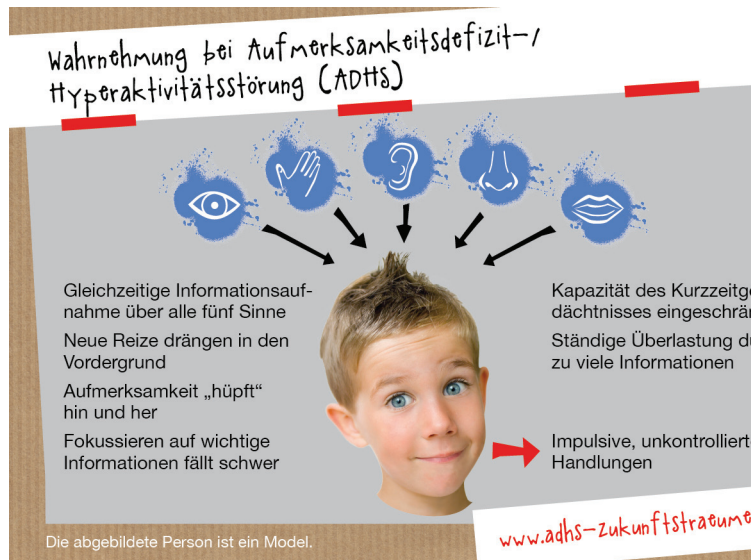 Wahrnehmung bei Aufmerksamkeitsdefizit-/
Hyperaktivitätsstörung (ADHS)
Gleichzeitige Informationsauf-
nahme über alle fünf Sinne
Neue Reize drängen in den
Vordergrund
Aufmerksamkeit „hüpft“
hin und her
Fokussieren auf wichtige
Informationen fällt schwer
Kapazität des Kurzzeitge
dächtnisses eingeschrän
Ständige Überlastung du
zu viele Informationen
Impulsive, unkontrollierte
Handlungen
Die abgebildete Person ist ein Model.
www.adhs-zukunftstraeume